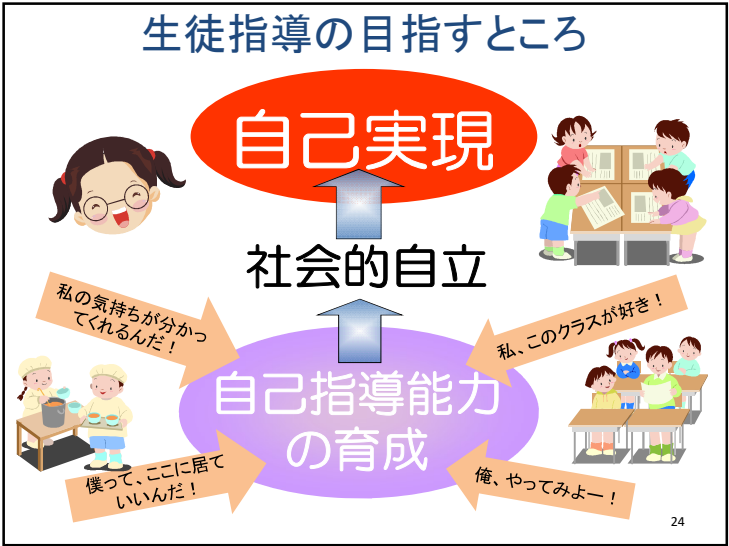 生徒指導の目指すところ
自己実現
社会的自立
私の気持ちが分かっ
てくれるんだ！
私、このクラスが好き！
自己指導能力
の育成
僕って、ここに居て
いいんだ！
俺、やってみよー！
24